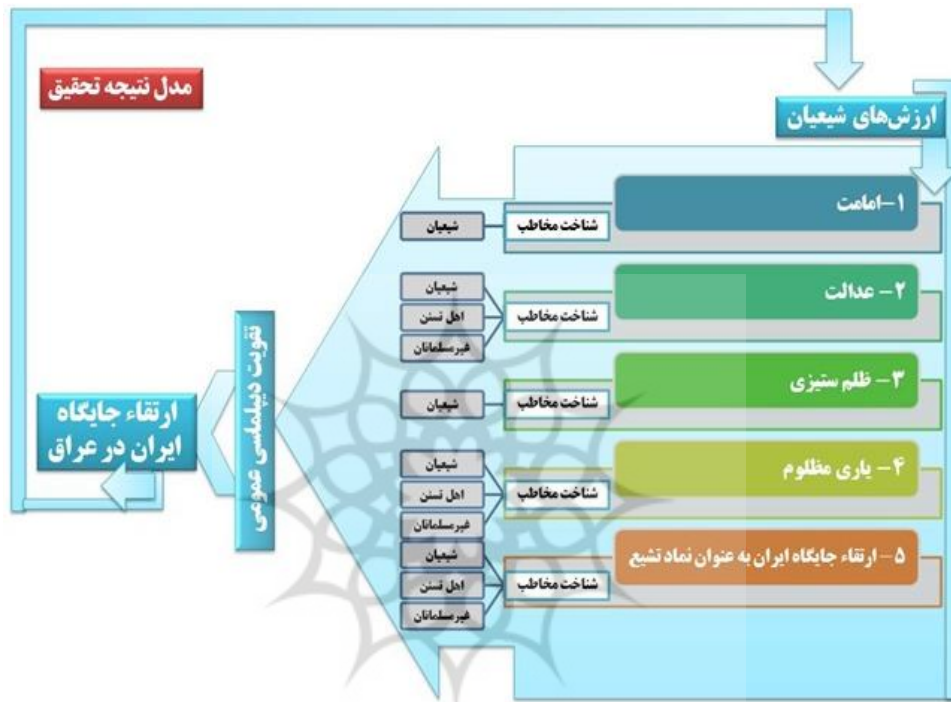 مدل نتیجه تحقیق
ارزش‌های شیعیان
۱-امامت
شناخت مخاطب
شیعیان
۲- عدالت
شناخت مخاطب
شیعیان
اهل تسنن
غیرمسلمانان
۳- ظلم ستیزی
شناخت مخاطب
شیعیان
۴- یاری مظلوم
شناخت مخاطب
شیعیان
اهل تسنن
غیرمسلمانان
۵- ارتقاء جایگاه ایران به عنوان نماد تشیع
شناخت مخاطب
شیعیان
اهل تسنن
غیرمسلمانان
تقویت دیپلماسی عمومی
ارتقاء جایگاه
ایران در عراق